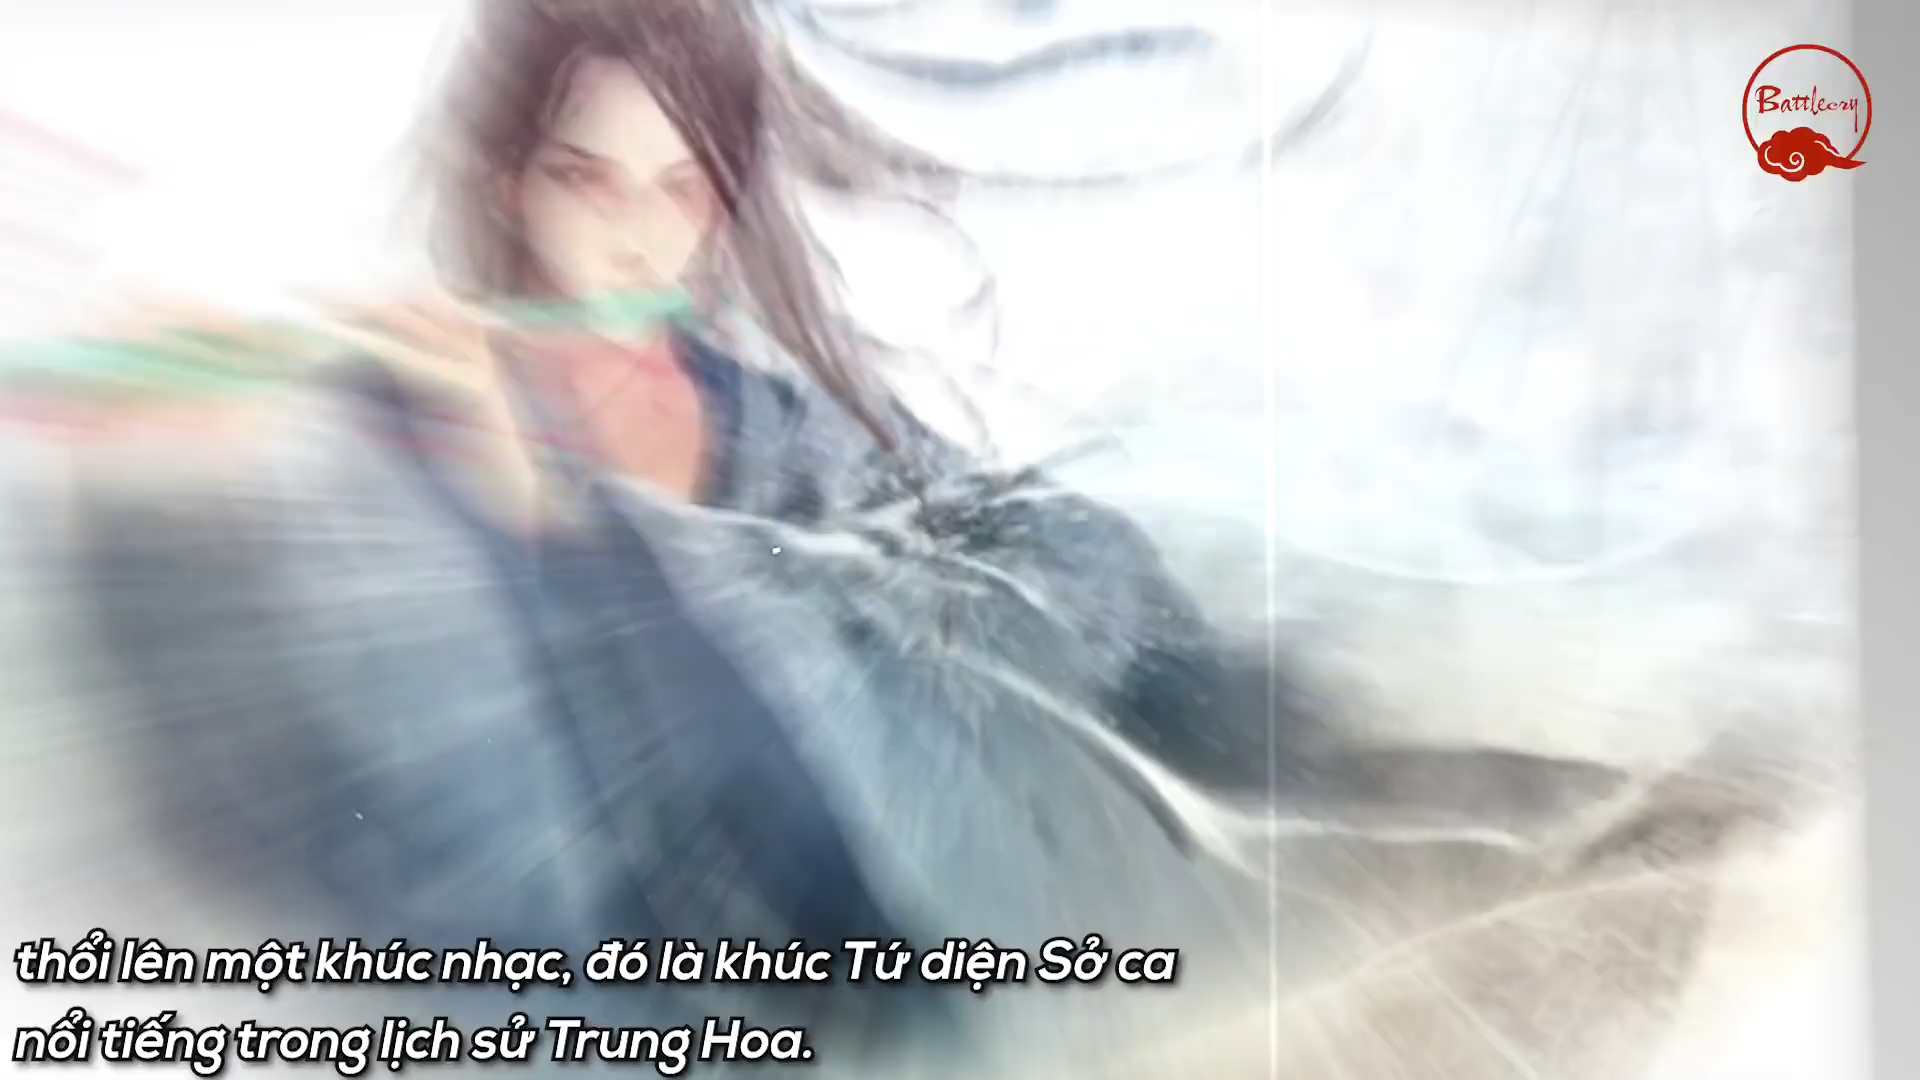 Battlecry
thổi lên một khúc nhạc, đó là khúc Tứ diện Sở ca
nổi tiếng trong lịch sử Trung Hoa.